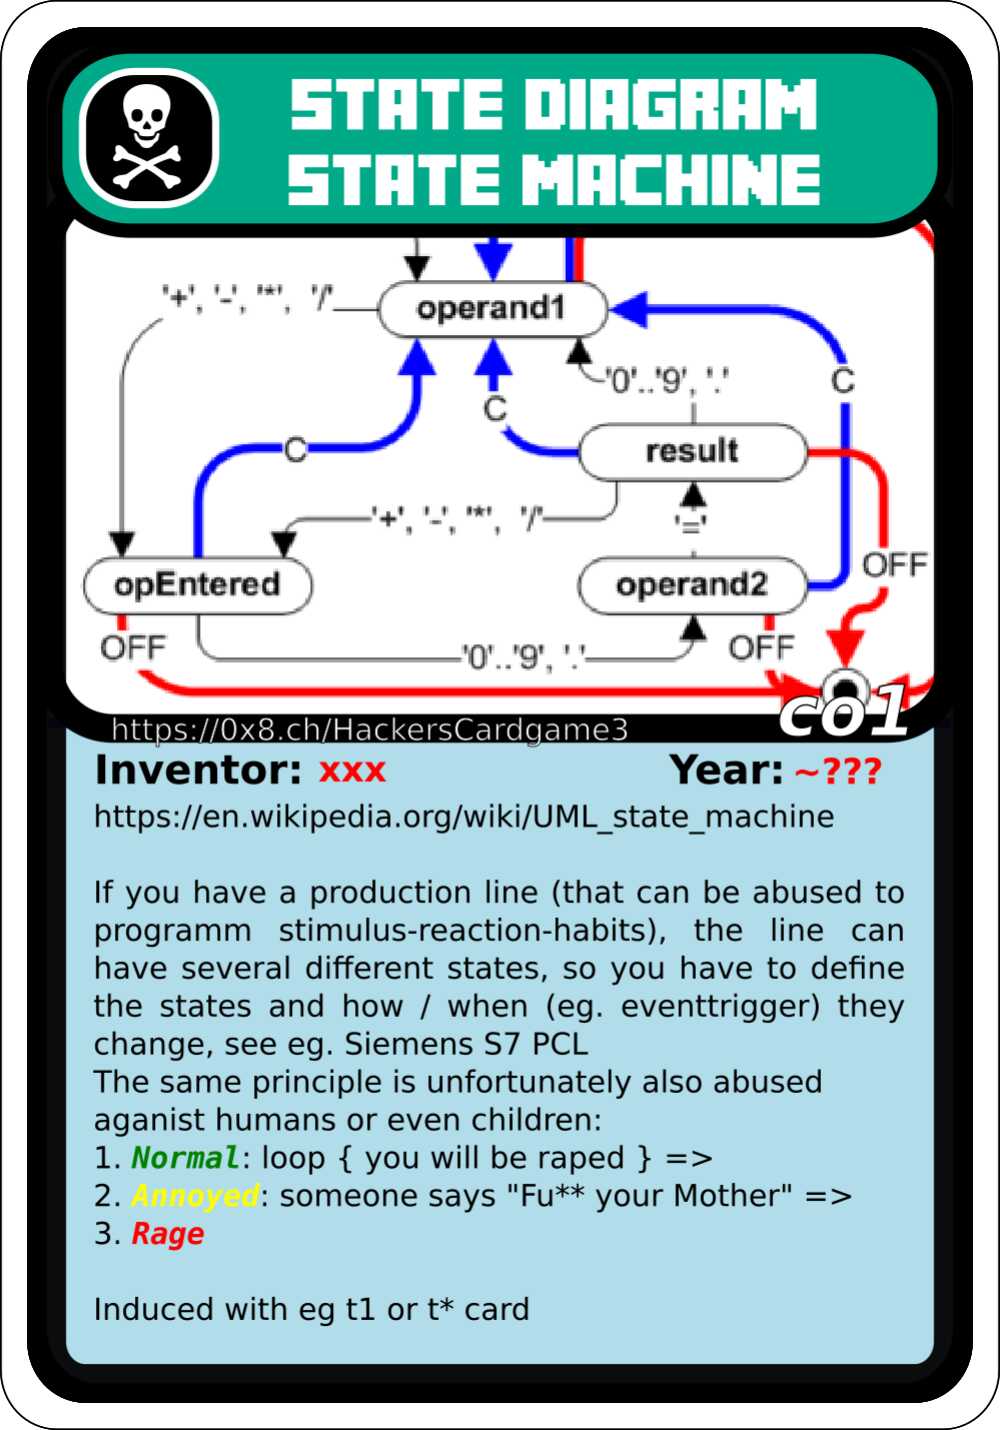 STATE DIAGRAM
STATE MACHINE
'+', '-', '*', '/'
operand1
'0'..'9', '.'
C
C
C
result
'+', '-', '*', '/'
'='
OFF
opEntered
operand2
OFF
'0'..'9', '.'
OFF
co1
https://0x8.ch/HackersCardgame3
Inventor: xxx Year: ~???
https://en.wikipedia.org/wiki/UML_state_machine
If you have a production line (that can be abused to
programm stimulus-reaction-habits), the line can
have several different states, so you have to define
the states and how / when (eg. eventtrigger) they
change, see eg. Siemens S7 PCL
The same principle is unfortunately also abused
aganist humans or even children:
1. Normal: loop { you will be raped } =>
2. Annoyed: someone says "Fu** your Mother" =>
3. Rage
Induced with eg t1 or t* card